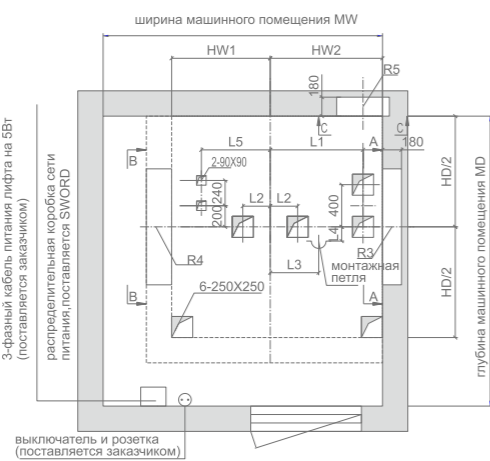 ширина машинного помещения MW
HW1
HW2
180
R5
C
C
180
L5
L1
A
B
2-90X90
240
200
L2
L2
400
L4
HD/2
R4
L3
R3
монтажная
петля
HD/2
B
A
6-250X250
глубина машинного помещения MD
3-фазный кабель питания лифта на 5Вт
(поставляется заказчиком)
распределительная коробка сети
питания,поставляется SWORD
выключатель и розетка
(поставляется заказчиком)